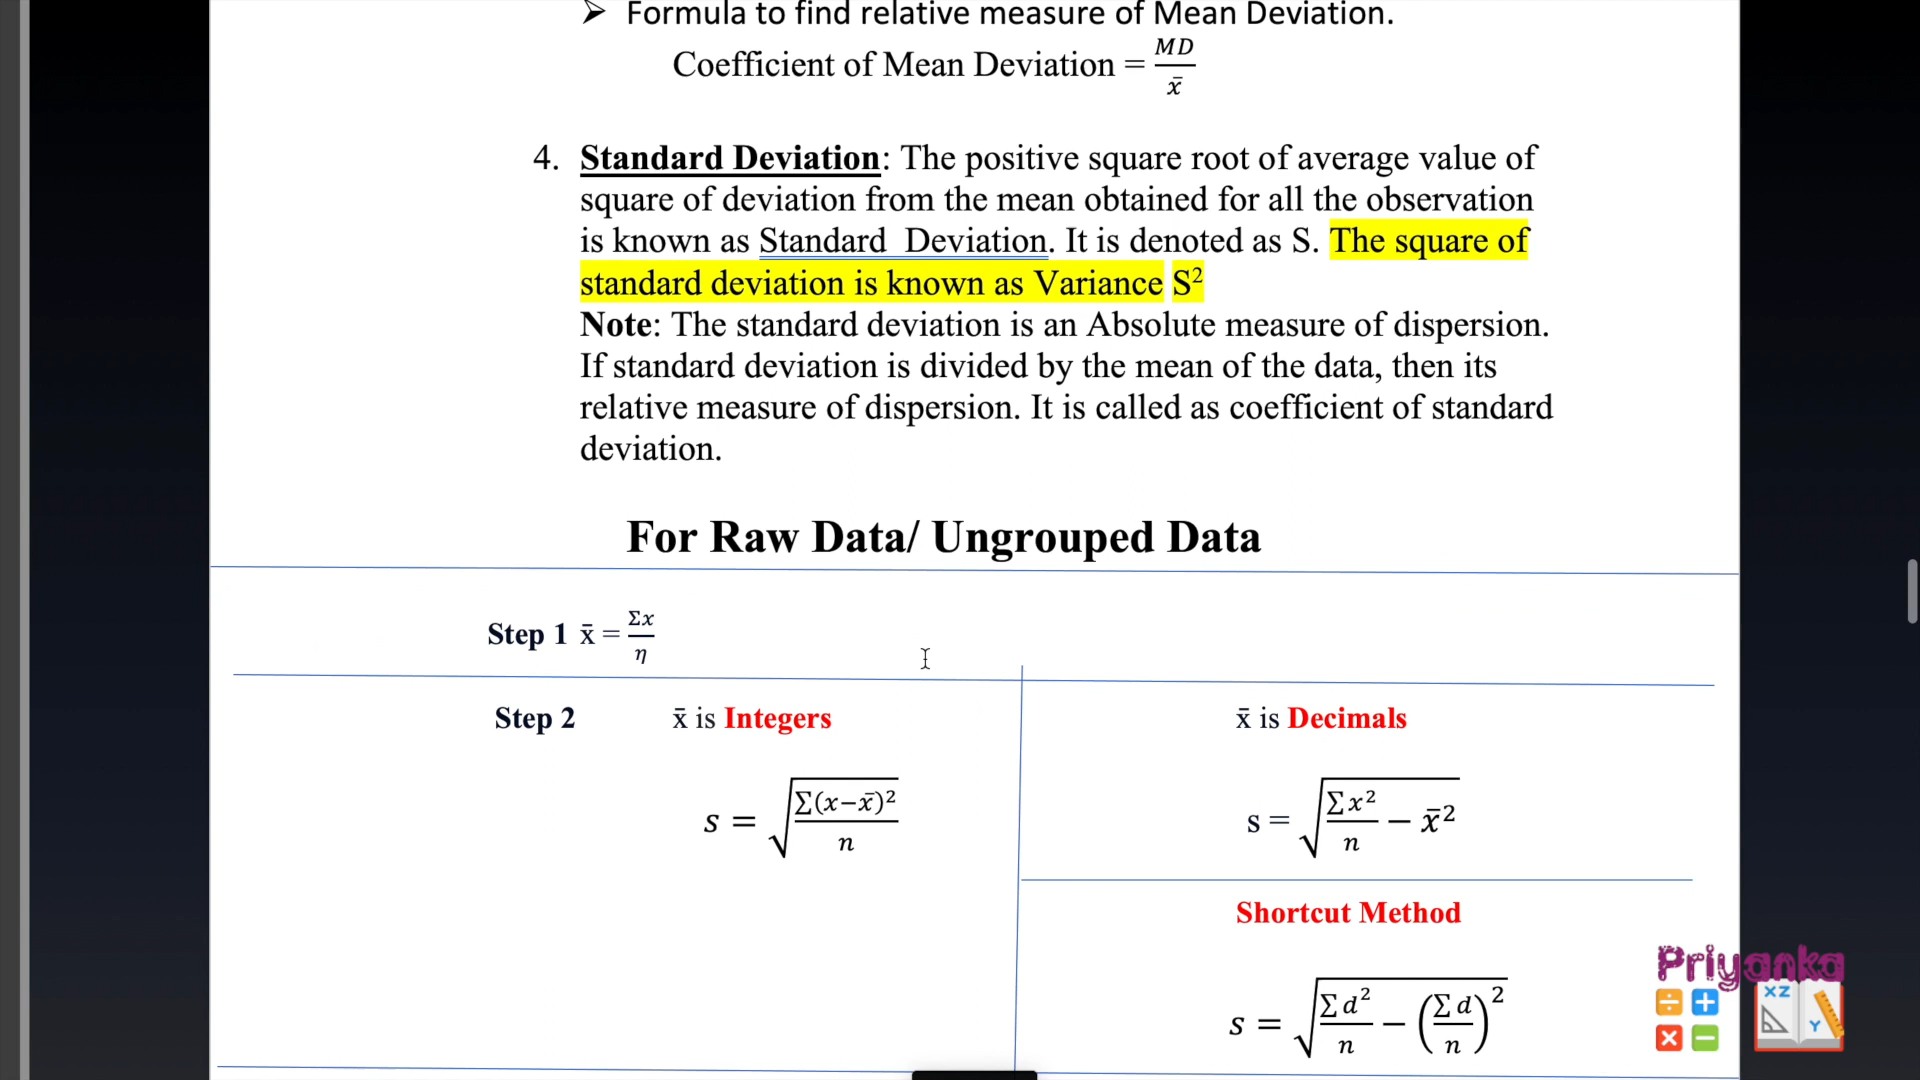 ➢ Formula to find relative measure of Mean Deviation.
Coefficient of Mean Deviation = MD/x̄
4. Standard Deviation: The positive square root of average value of
square of deviation from the mean obtained for all the observation
is known as Standard Deviation. It is denoted as S. The square of
standard deviation is known as Variance S²
Note: The standard deviation is an Absolute measure of dispersion.
If standard deviation is divided by the mean of the data, then its
relative measure of dispersion. It is called as coefficient of standard
deviation.
For Raw Data/ Ungrouped Data
Step 1 x̄ = Σx/η
Step 2 x̄ is Integers
x̄ is Decimals
s = √(∑(x−x̄)²/n)
s = √(∑x²/n − x̄²)
Shortcut Method
s = √(∑d²/n − (∑d/n)²)
Priyanka
XZ
Y